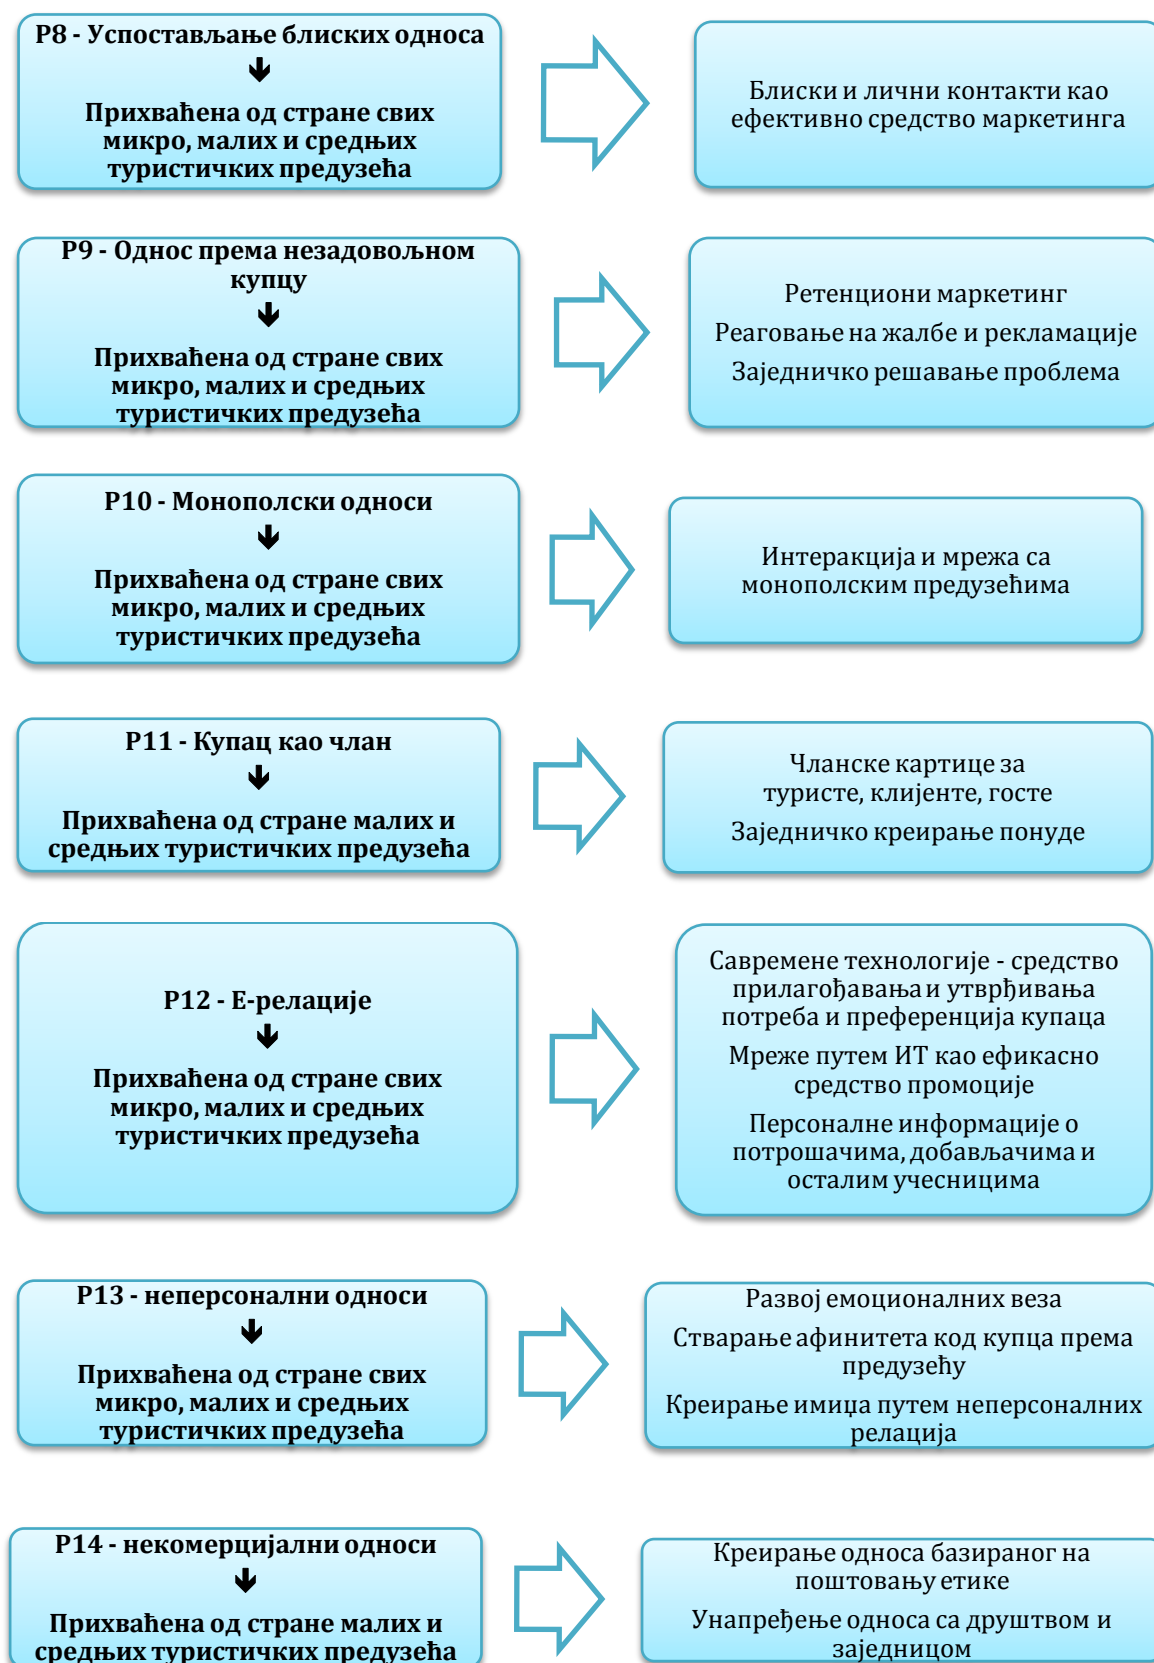 Р8 - Успостављање блиских односа
Прихваћена од стране свих
микро, малих и средњих
туристичких предузећа
Блиски и лични контакти као
ефективно средство маркетинга
Р9 - Однос према незадовољном
купцу
Прихваћена од стране свих
микро, малих и средњих
туристичких предузећа
Ретенциони маркетинг
Реаговање на жалбе и рекламације
Заједничко решавање проблема
Р10 - Монополски односи
Прихваћена од стране свих
микро, малих и средњих
туристичких предузећа
Интеракција и мрежа са
монополским предузећима
Р11 - Купац као члан
Прихваћена од стране малих и
средњих туристичких предузећа
Чланске картице за
туристе, клијенте, госте
Заједничко креирање понуде
Р12 - Е-релације
Прихваћена од стране свих
микро, малих и средњих
туристичких предузећа
Савремене технологије - средство
прилагођавања и утврђивања
потреба и преференција купаца
Мреже путем ИТ као ефикасно
средство промоције
Персоналне информације о
потрошачима, добављачима и
осталим учесницима
Р13 - неперсонални односи
Прихваћена од стране свих
микро, малих и средњих
туристичких предузећа
Развој емоционалних веза
Стварање афинитета код купца према
предузећу
Креирање имиџа путем неперсоналних
релација
Р14 - некомерцијални односи
Прихваћена од стране малих и
средњих туристичких предузећа
Креирање односа базираног на
поштовању етике
Унапређење односа са друштвом и
заједницом